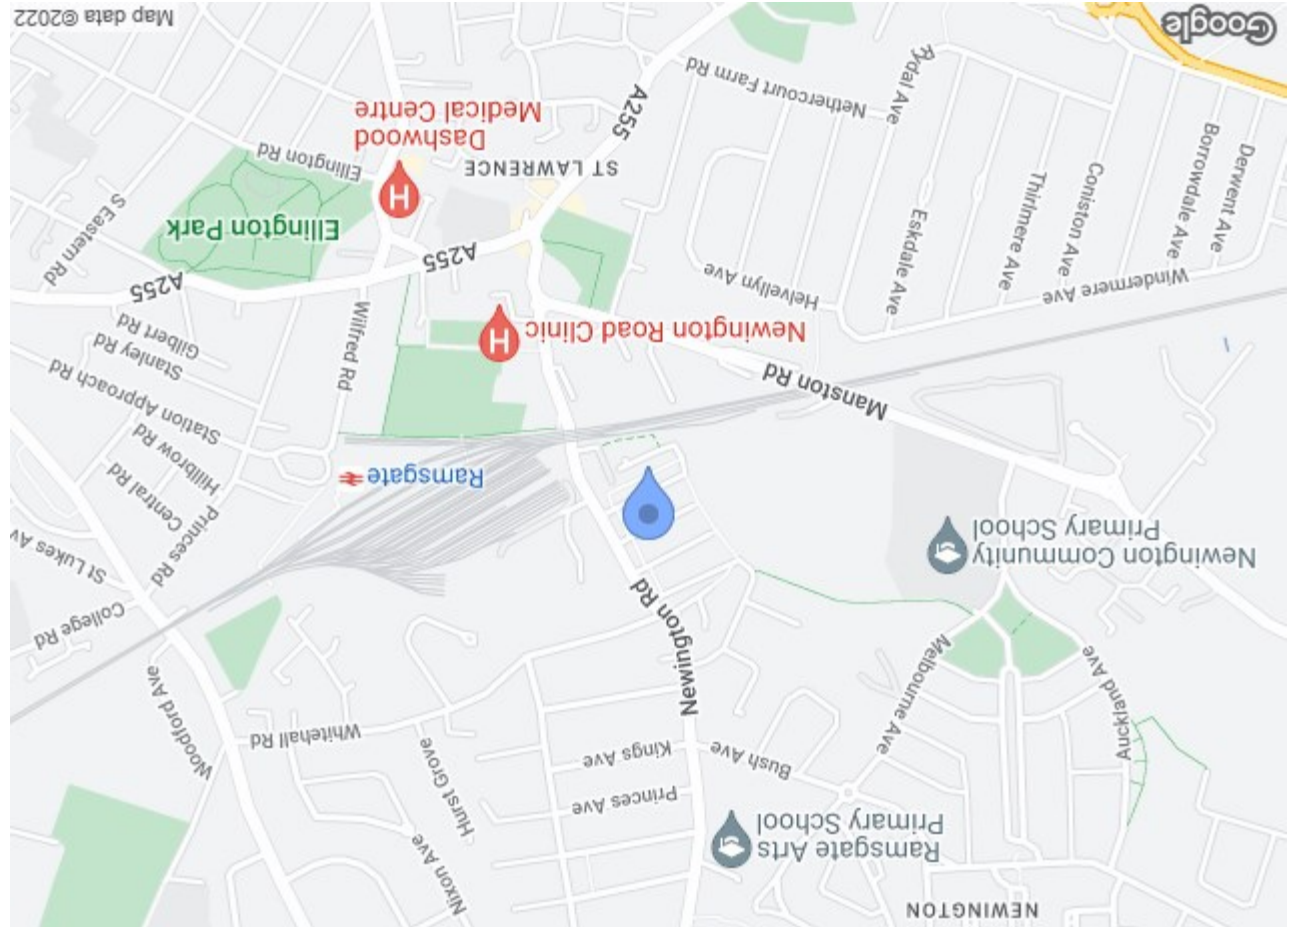 NEWINGTON
Ramsgate Arts
Primary School
Nixon Ave
Princes Ave
Hurst Grove
Bush Ave
Kings Ave
Whitehall Rd
Woodford Ave
Auckland Ave
Melbourne Ave
Newington Rd
College Rd
St Lukes Ave
Newington Community
Primary School
Princes Rd
Central Rd
Hillbrow Rd
Ramsgate
Station Approach Rd
Manston Rd
Stanley Rd
Gilbert Rd
Wilfred Rd
Newington Road Clinic
Windermere Ave
Helvellyn Ave
Eskdale Ave
A255
A255
S Eastern Rd
Ellington Park
Thirlmere Ave
Coniston Ave
Borrowdale Ave
Derwent Ave
ST LAWRENCE
Ellington Rd
Dashwood
Medical Centre
A255
Nethercourt Farm Rd
Rydal Ave
Google
Map data ©2022